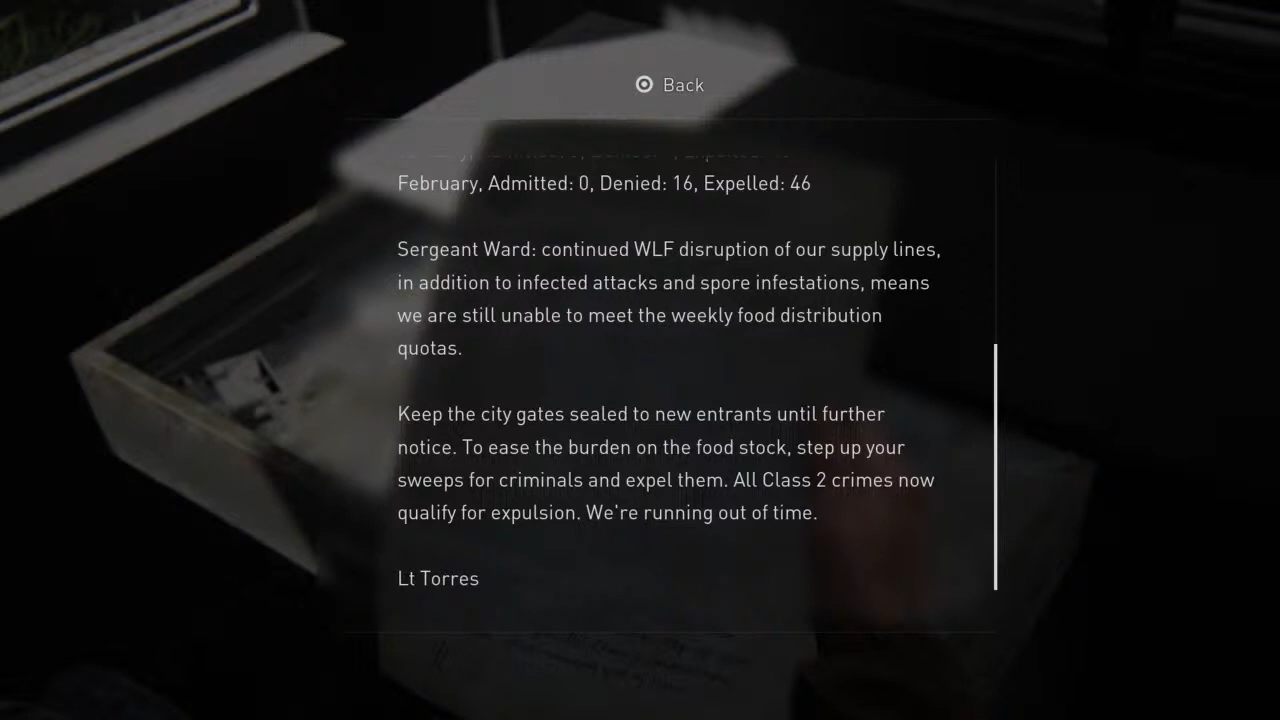 Back
February, Admitted: 0, Denied: 16, Expelled: 46
Sergeant Ward: continued WLF disruption of our supply lines,
in addition to infected attacks and spore infestations, means
we are still unable to meet the weekly food distribution
quotas.
Keep the city gates sealed to new entrants until further
notice. To ease the burden on the food stock, step up your
sweeps for criminals and expel them. All Class 2 crimes now
qualify for expulsion. We're running out of time.
Lt Torres